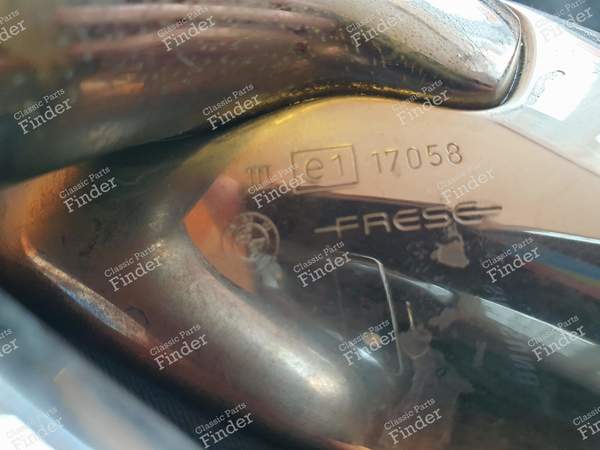 III e1 17058
FRESE
Classic Parts
Finder